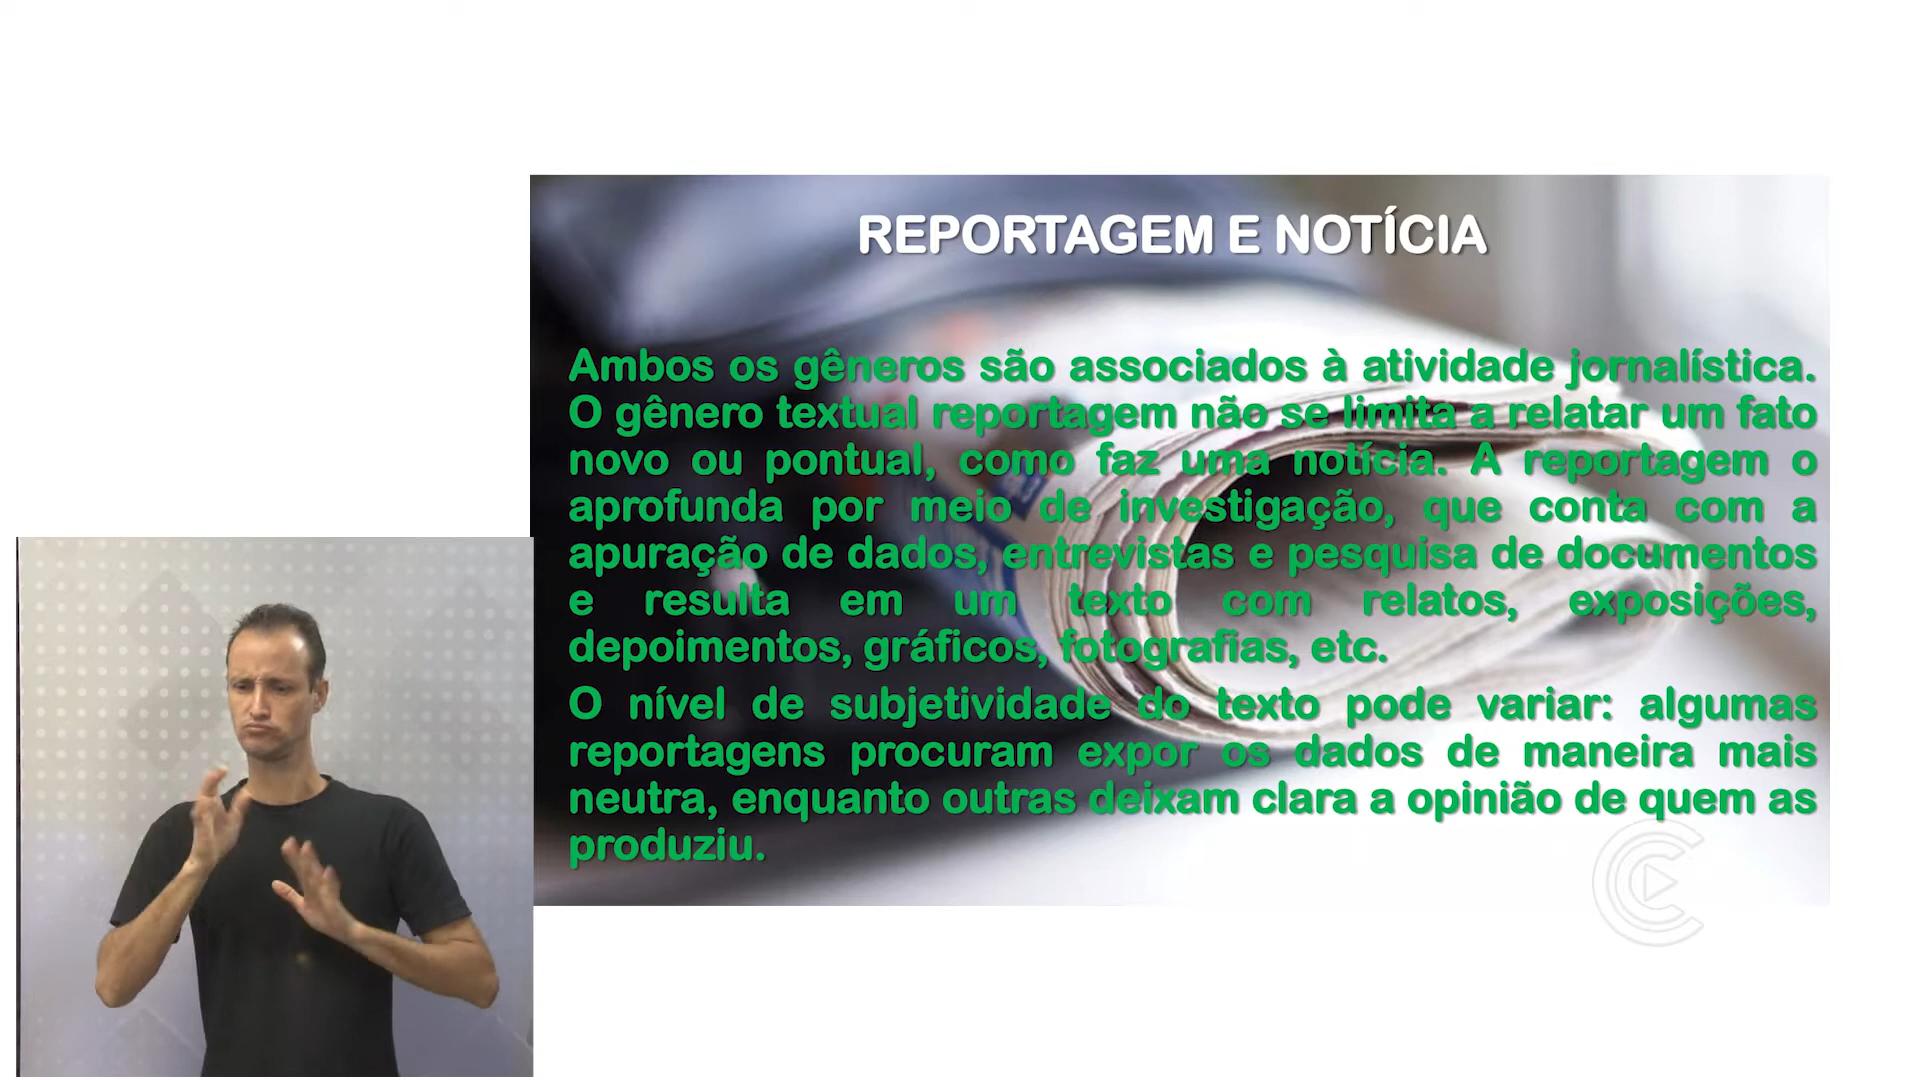 REPORTAGEM E NOTÍCIA
Ambos os gêneros são associados à atividade jornalística.
O gênero textual reportagem não se limita a relatar um fato
novo ou pontual, como faz uma notícia. A reportagem o
aprofunda por meio de investigação, que conta com a
apuração de dados, entrevistas e pesquisa de documentos
e resulta em um texto com relatos, exposições,
depoimentos, gráficos, fotografias, etc.
O nível de subjetividade do texto pode variar: algumas
reportagens procuram expor os dados de maneira mais
neutra, enquanto outras deixam clara a opinião de quem as
produziu.